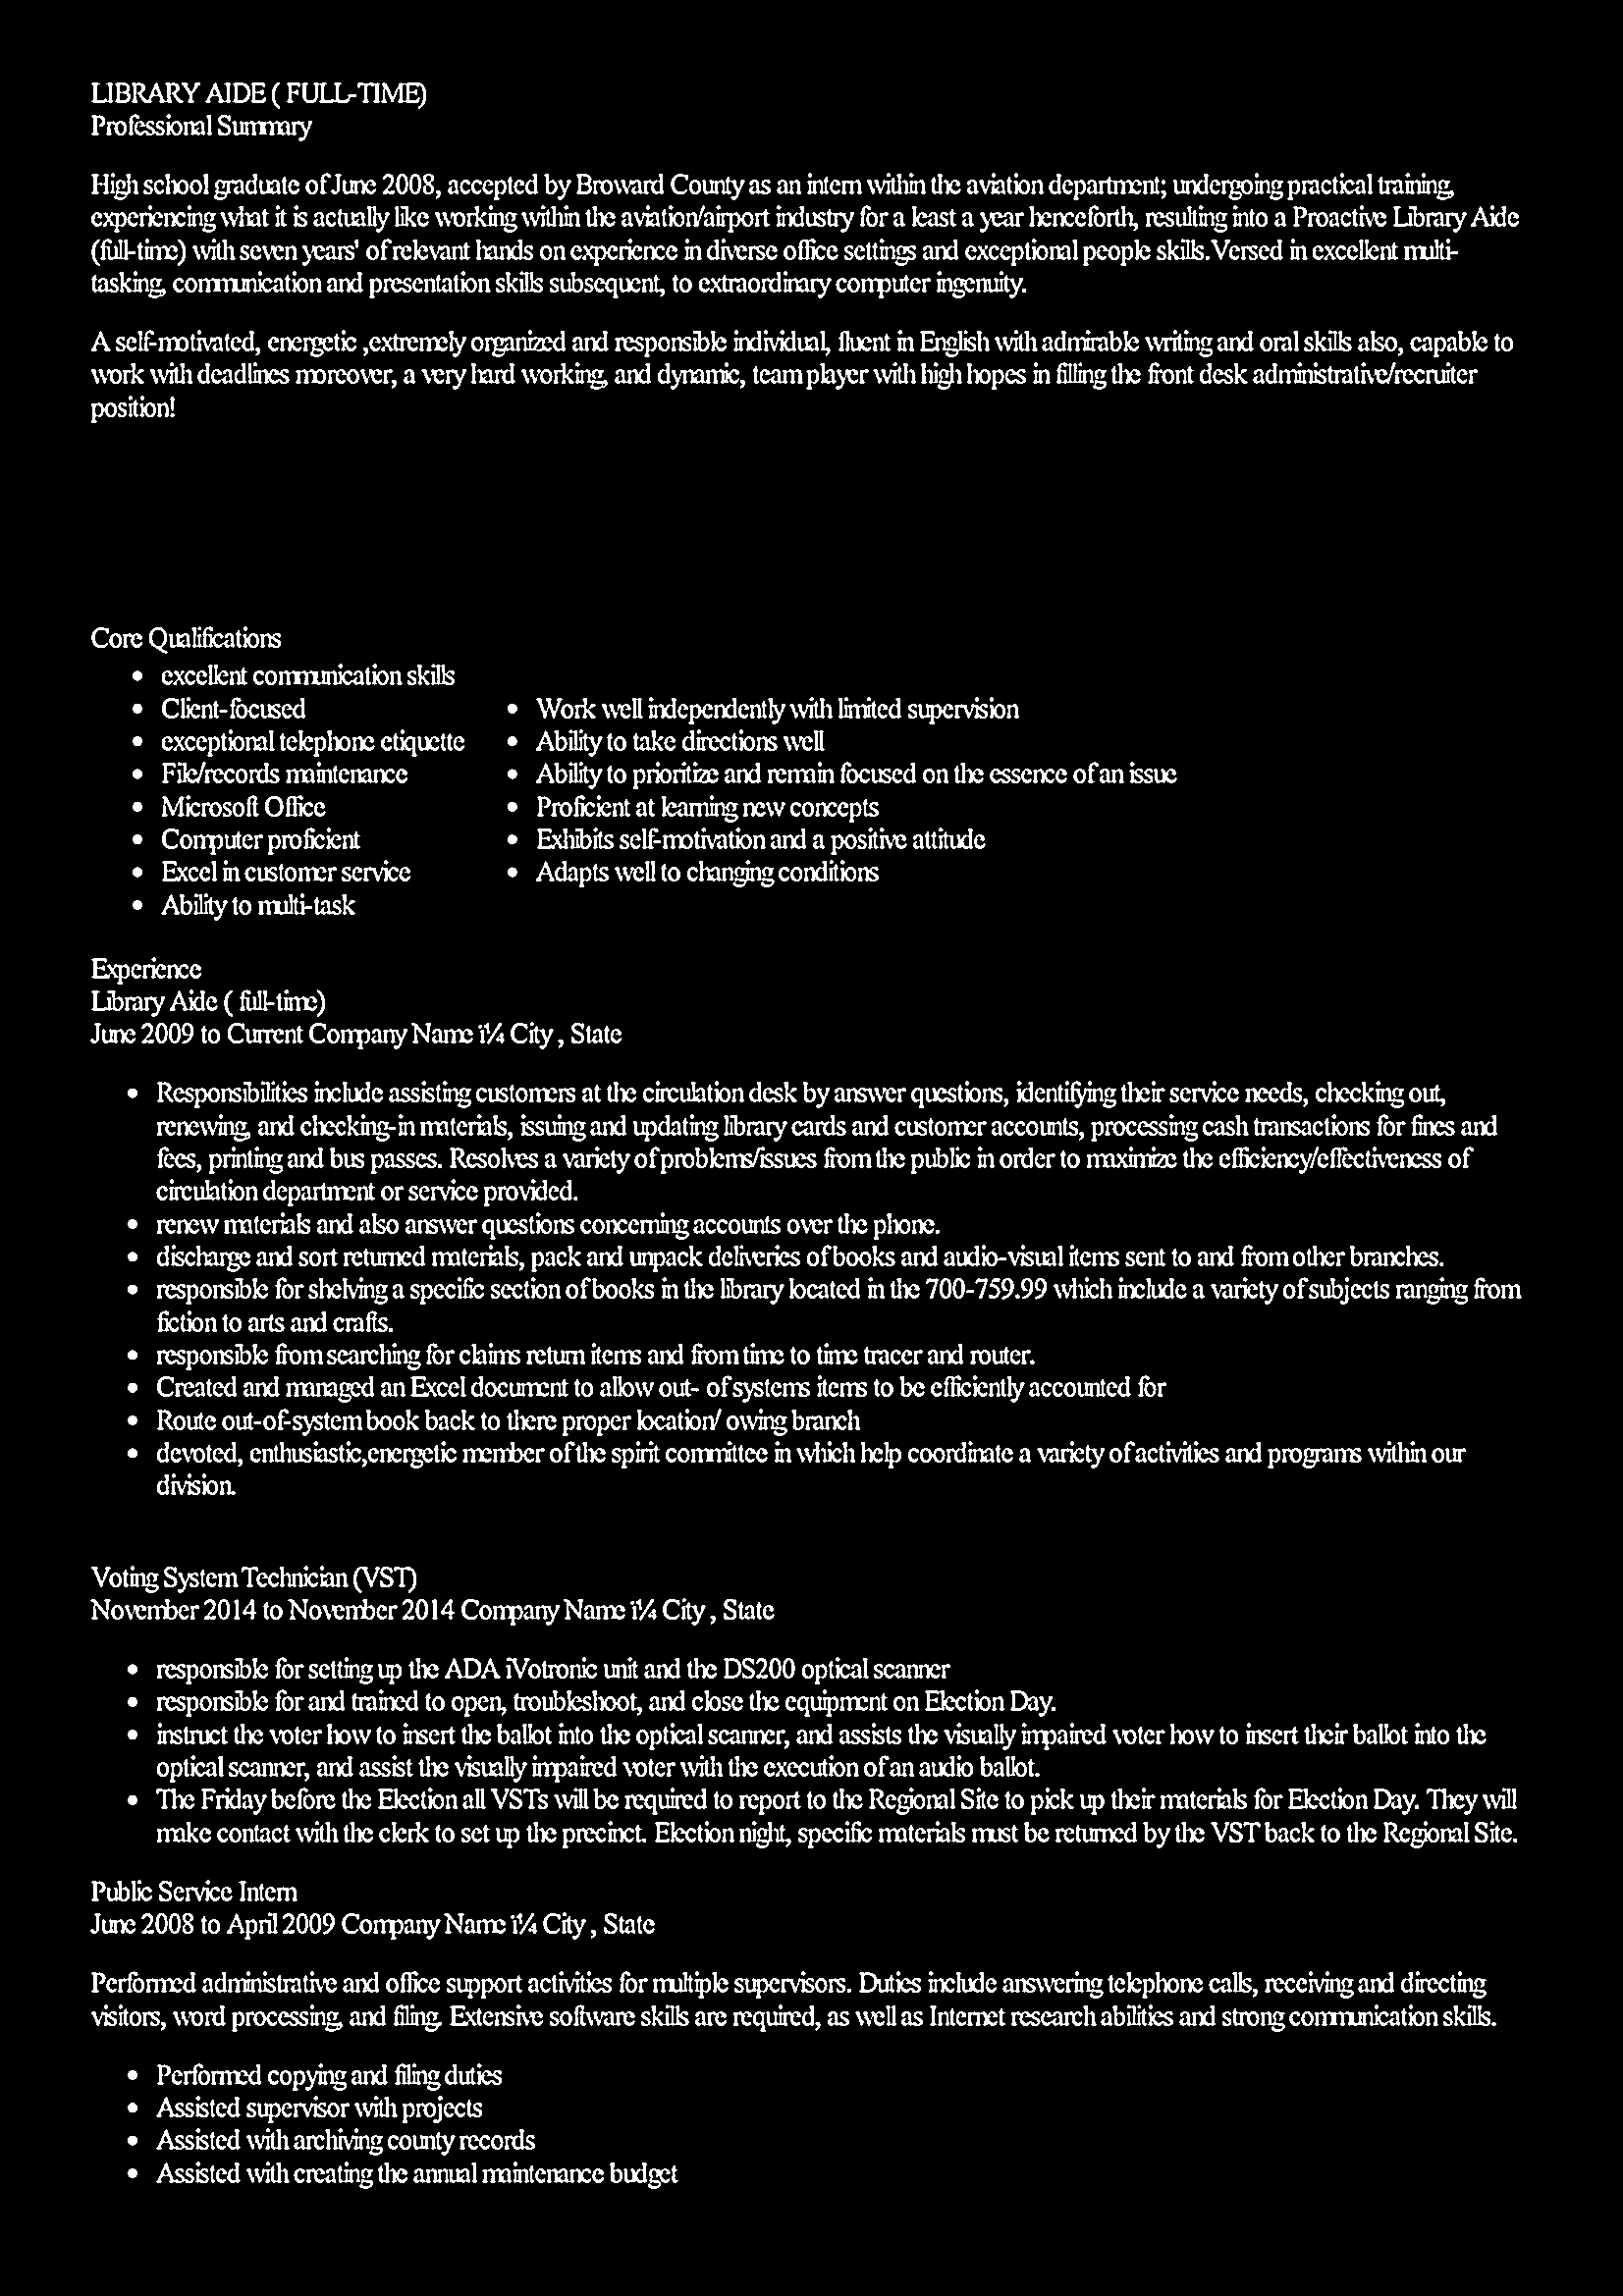 LIBRARY AIDE ( FULL-TIME)
Professional Summary
High school graduate of June 2008, accepted by Broward County as an intern within the aviation department; undergoing practical training,
experiencing what it is actually like working within the aviation/airport industry for a least a year henceforth, resulting into a Proactive Library Aide
(full-time) with seven years' of relevant hands on experience in diverse office settings and exceptional people skills.Versed in excellent multi-
tasking, communication and presentation skills subsequent, to extraordinary computer ingenuity.
A self-motivated, energetic ,extremely organized and responsible individual, fluent in English with admirable writing and oral skills also, capable to
work with deadlines moreover, a very hard working, and dynamic, team player with high hopes in filling the front desk administrative/recruiter
position!
Core Qualifications
• excellent communication skills
• Client-focused
• exceptional telephone etiquette
• File/records maintenance
• Microsoft Office
• Computer proficient
• Excel in customer service
• Ability to multi-task
• Work well independently with limited supervision
• Ability to take directions well
• Ability to prioritize and remain focused on the essence of an issue
• Proficient at learning new concepts
• Exhibits self-motivation and a positive attitude
• Adapts well to changing conditions
Experience
Library Aide ( full-time)
June 2009 to Current Company Name ï¼ City , State
• Responsibilities include assisting customers at the circulation desk by answer questions, identifying their service needs, checking out,
renewing, and checking-in materials, issuing and updating library cards and customer accounts, processing cash transactions for fines and
fees, printing and bus passes. Resolves a variety of problems/issues from the public in order to maximize the efficiency/effectiveness of
circulation department or service provided.
• renew materials and also answer questions concerning accounts over the phone.
• discharge and sort returned materials, pack and unpack deliveries of books and audio-visual items sent to and from other branches.
• responsible for shelving a specific section of books in the library located in the 700-759.99 which include a variety of subjects ranging from
fiction to arts and crafts.
• responsible from searching for claims return items and from time to time tracer and router.
• Created and managed an Excel document to allow out- of systems items to be efficiently accounted for
• Route out-of-system book back to there proper location/ owing branch
• devoted, enthusiastic,energetic member of the spirit committee in which help coordinate a variety of activities and programs within our
division.
Voting System Technician (VST)
November 2014 to November 2014 Company Name ï¼ City , State
• responsible for setting up the ADA iVotronic unit and the DS200 optical scanner
• responsible for and trained to open, troubleshoot, and close the equipment on Election Day.
• instruct the voter how to insert the ballot into the optical scanner, and assists the visually impaired voter how to insert their ballot into the
optical scanner, and assist the visually impaired voter with the execution of an audio ballot.
• The Friday before the Election all VSTs will be required to report to the Regional Site to pick up their materials for Election Day. They will
make contact with the clerk to set up the precinct. Election night, specific materials must be returned by the VST back to the Regional Site.
Public Service Intern
June 2008 to April 2009 Company Name ï¼ City , State
Performed administrative and office support activities for multiple supervisors. Duties include answering telephone calls, receiving and directing
visitors, word processing, and filing. Extensive software skills are required, as well as Internet research abilities and strong communication skills.
• Performed copying and filing duties
• Assisted supervisor with projects
• Assisted with archiving county records
• Assisted with creating the annual maintenance budget